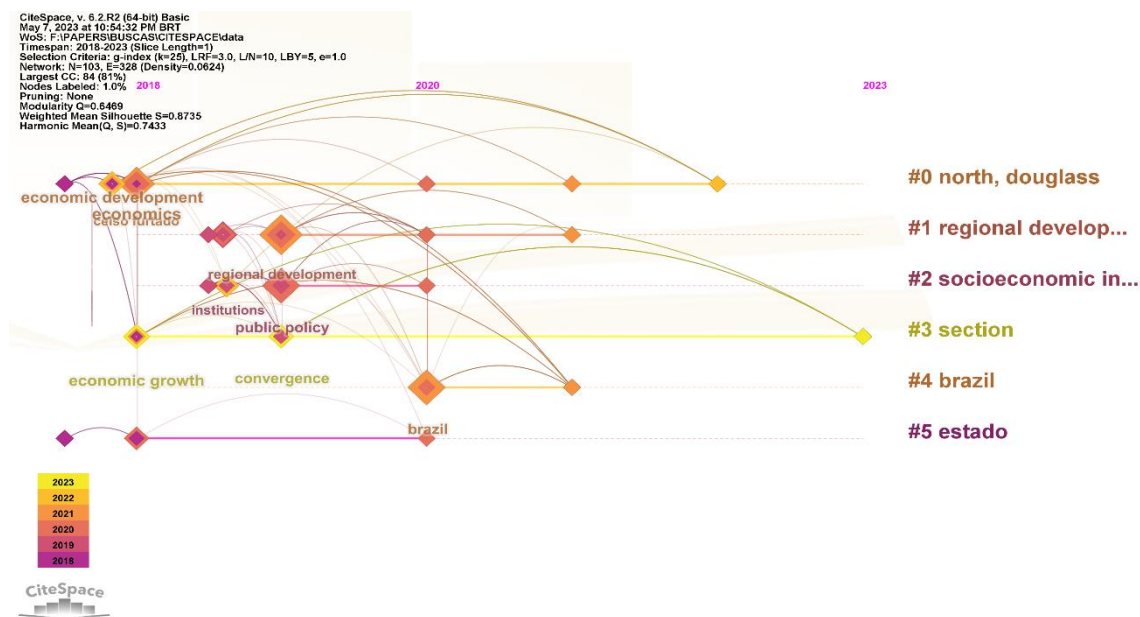 CiteSpace, v. 6.2.R2 (64-bit) Basic
May 7, 2023 at 10:54:32 PM BRT
WoS: F:\PAPERS\BUSCAS\CITESPACE\data
Timespan: 2018-2023 (Slice Length=1)
Selection Criteria: g-index (k=25), LRF=3.0, L/N=10, LBY=5, e=1.0
Network: N=103, E=328 (Density=0.0624)
Largest CC: 84 (81%)
Nodes Labeled: 1.0%
Pruning: None
Modularity Q=0.6469
Weighted Mean Silhouette S=0.8735
Harmonic Mean(Q, S)=0.7433
2018
2020
2023
#0 north, douglass
economic development
economics
celso furtado
#1 regional develop...
regional development
#2 socioeconomic in...
institutions
public policy
#3 section
economic growth
convergence
#4 brazil
brazil
#5 estado
2023
2022
2021
2020
2019
2018
CiteSpace